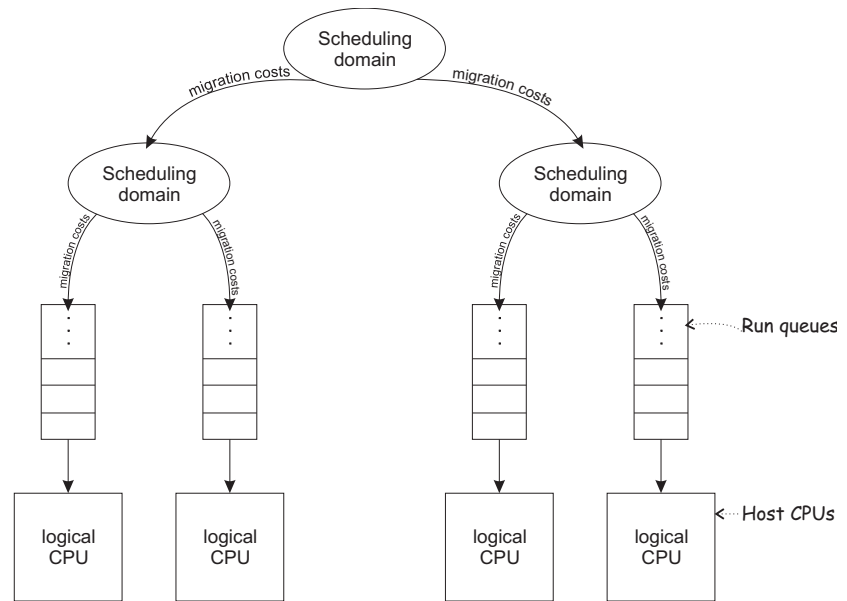 Scheduling
domain
migration costs
migration costs
Scheduling
domain
Scheduling
domain
migration costs
migration costs
migration costs
migration costs
Run queues
logical
CPU
logical
CPU
logical
CPU
logical
CPU
Host CPUs